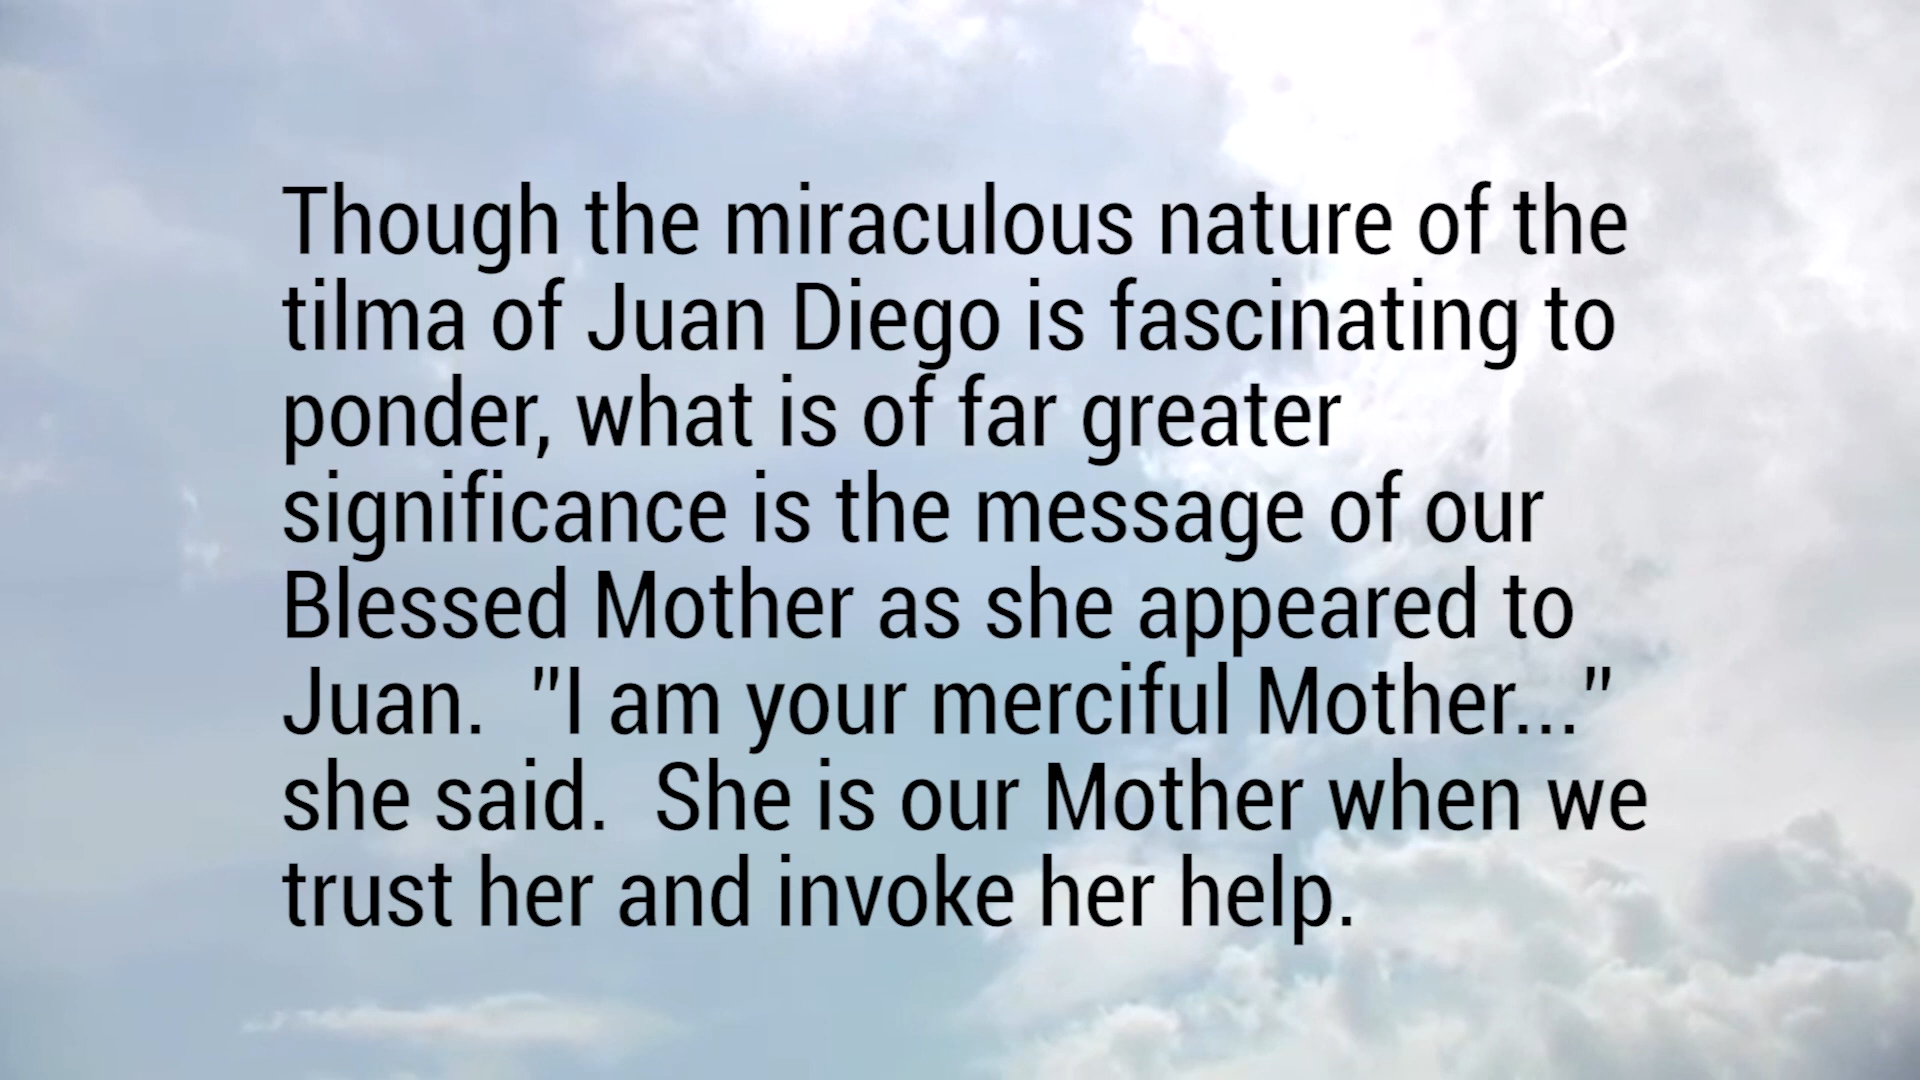 Though the miraculous nature of the
tilma of Juan Diego is fascinating to
ponder, what is of far greater
significance is the message of our
Blessed Mother as she appeared to
Juan.  "I am your merciful Mother..."
she said.  She is our Mother when we
trust her and invoke her help.